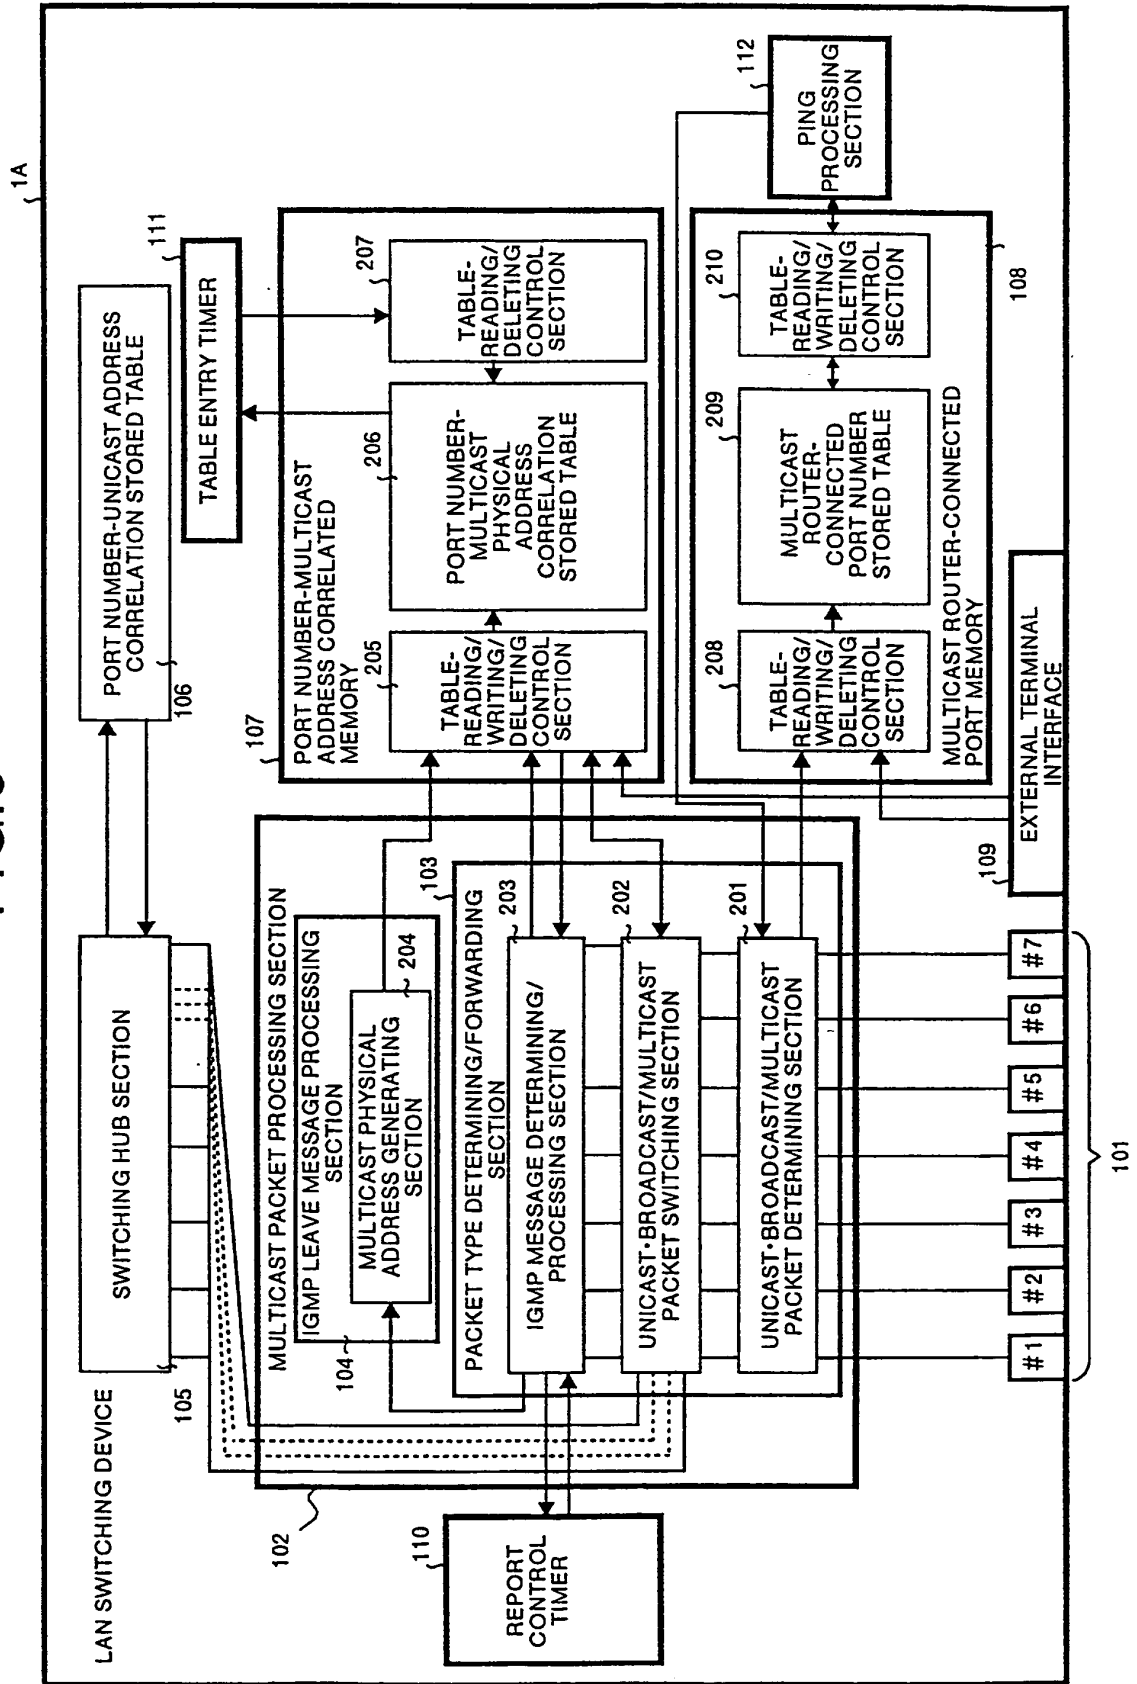 1A
LAN SWITCHING DEVICE
SWITCHING HUB SECTION
105
PORT NUMBER-UNICAST ADDRESS
CORRELATION STORED TABLE
106
TABLE ENTRY TIMER
111
102
MULTICAST PACKET PROCESSING SECTION
IGMP LEAVE MESSAGE PROCESSING
SECTION
104
MULTICAST PHYSICAL
ADDRESS GENERATING
SECTION
204
107
PORT NUMBER-MULTICAST
ADDRESS CORRELATED
MEMORY
205
TABLE-
READING/
WRITING/
DELETING
CONTROL
SECTION
206
PORT NUMBER-
MULTICAST
PHYSICAL
ADDRESS
CORRELATION
STORED TABLE
207
TABLE-
READING/
DELETING
CONTROL
SECTION
110
REPORT
CONTROL
TIMER
PACKET TYPE DETERMINING/FORWARDING
SECTION
103
IGMP MESSAGE DETERMINING/
PROCESSING SECTION
203
UNICAST•BROADCAST/MULTICAST
PACKET SWITCHING SECTION
202
UNICAST•BROADCAST/MULTICAST
PACKET DETERMINING SECTION
201
208
TABLE-
READING/
WRITING/
DELETING
CONTROL
SECTION
209
MULTICAST
ROUTER-
CONNECTED
PORT NUMBER
STORED TABLE
210
TABLE-
READING/
WRITING/
DELETING
CONTROL
SECTION
MULTICAST ROUTER-CONNECTED
PORT MEMORY
108
112
PING
PROCESSING
SECTION
109
EXTERNAL TERMINAL
INTERFACE
#1
#2
#3
#4
#5
#6
#7
101